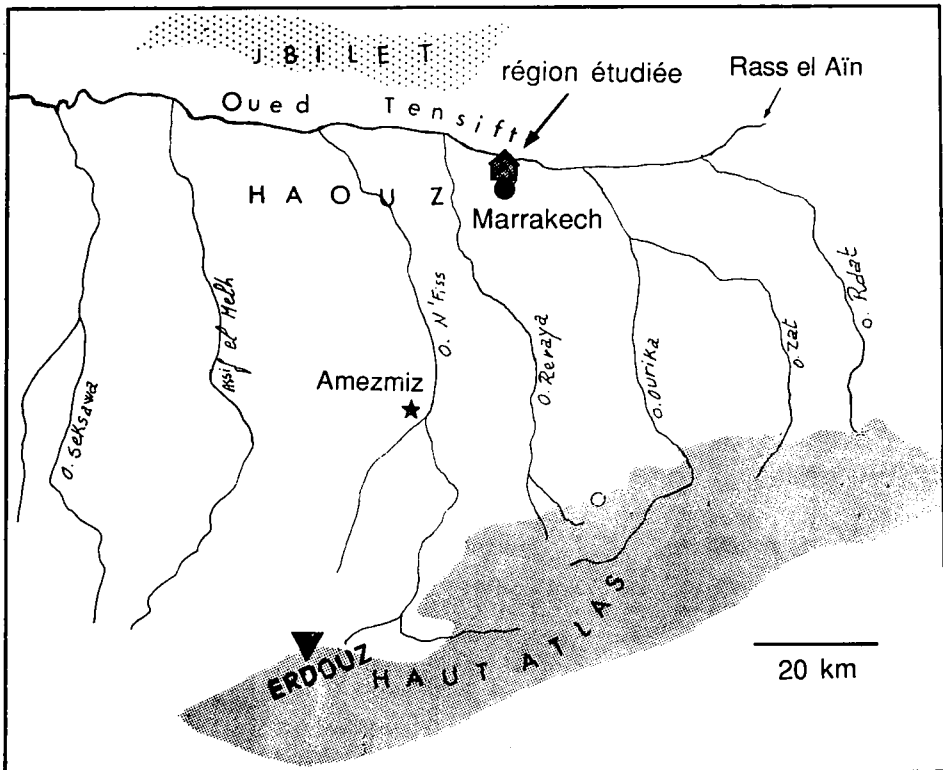 JBILET
région étudiée
Rass el Aïn
Oued Tensift
HAOUZ
Marrakech
O. Seksawa
Assif el Melh
O. N'Fiss
O. Reraya
O. Ourika
O. Zat
O. Rdat
Amezmiz
ERDOUZ
HAUT ATLAS
20 km